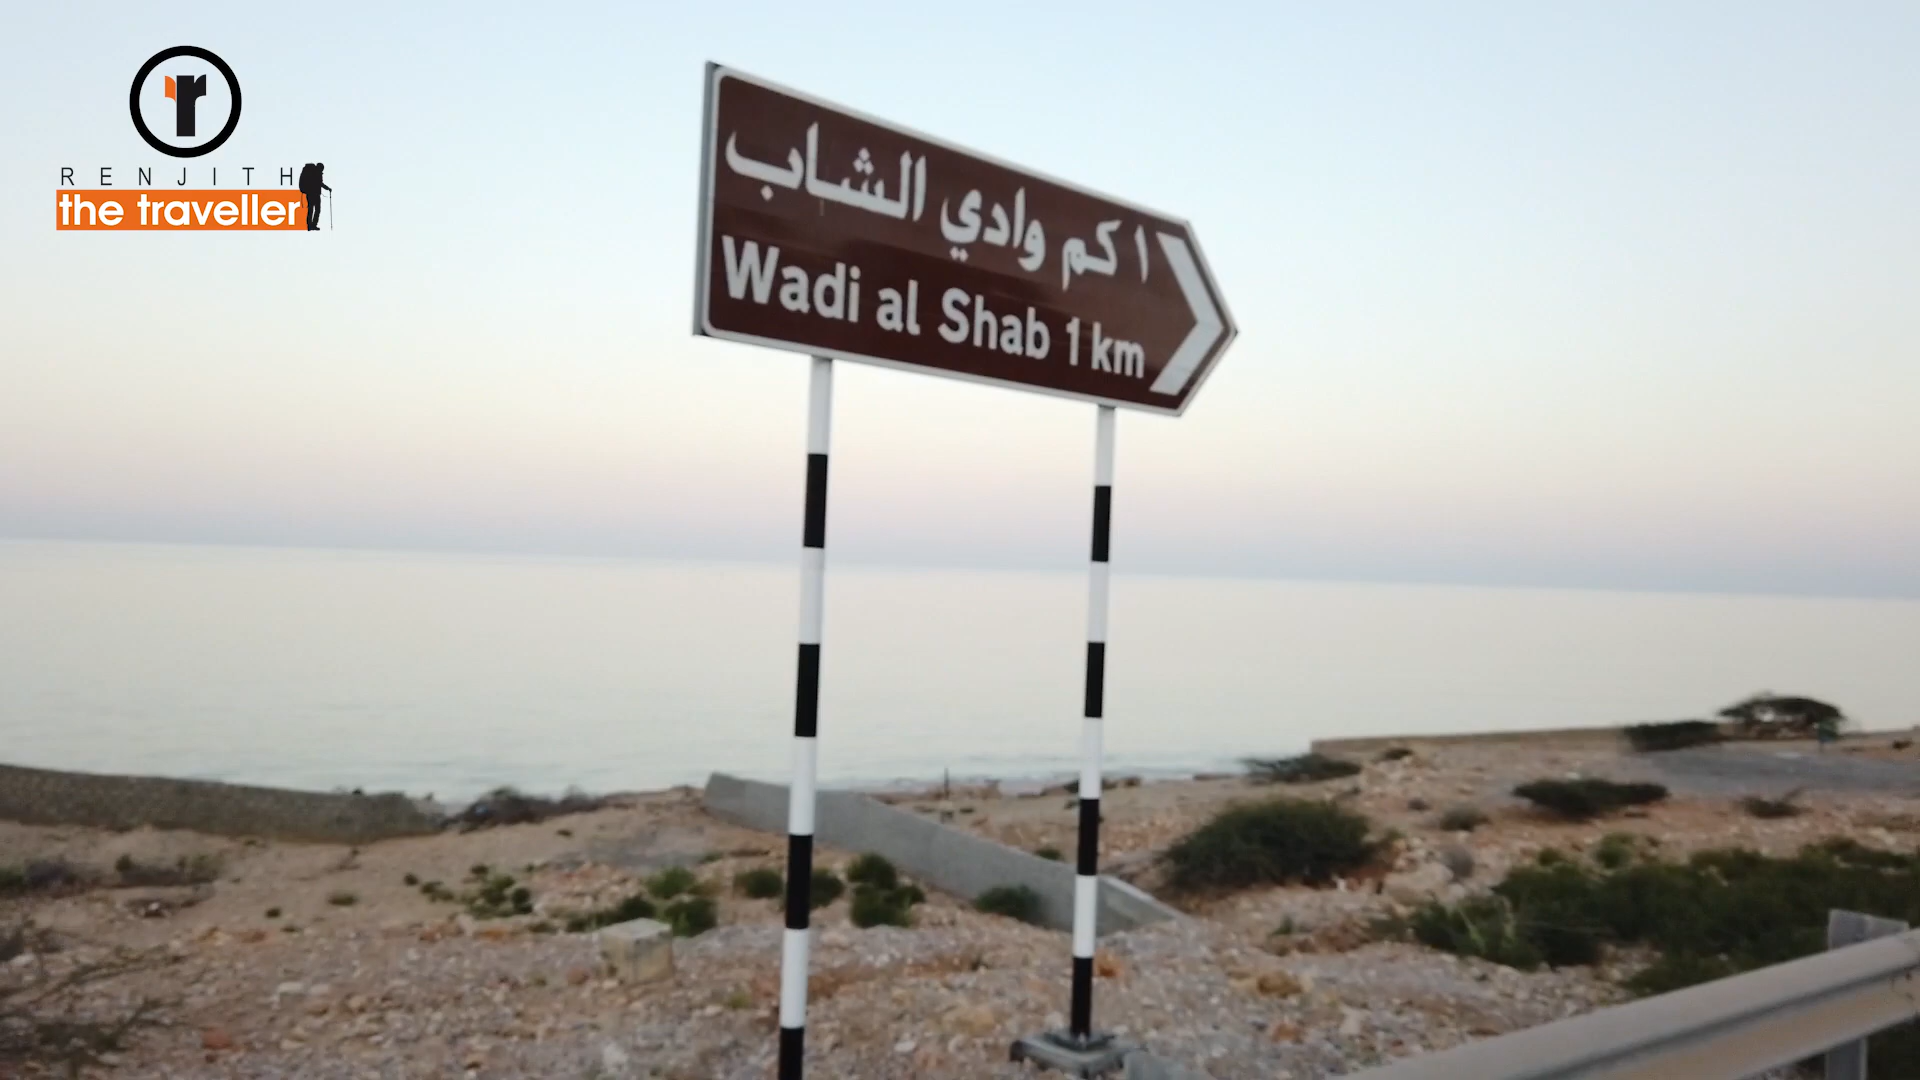 RENJITH
the traveller
١ كم وادي الشاب
Wadi al Shab 1 km